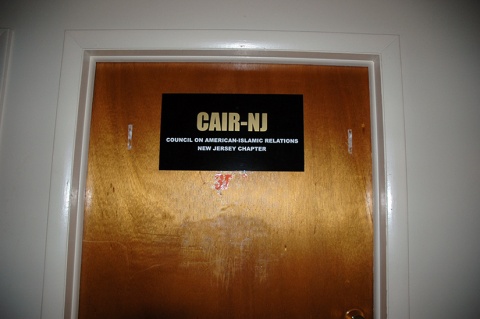 CAIR-NJ
COUNCIL ON AMERICAN-ISLAMIC RELATIONS
NEW JERSEY CHAPTER